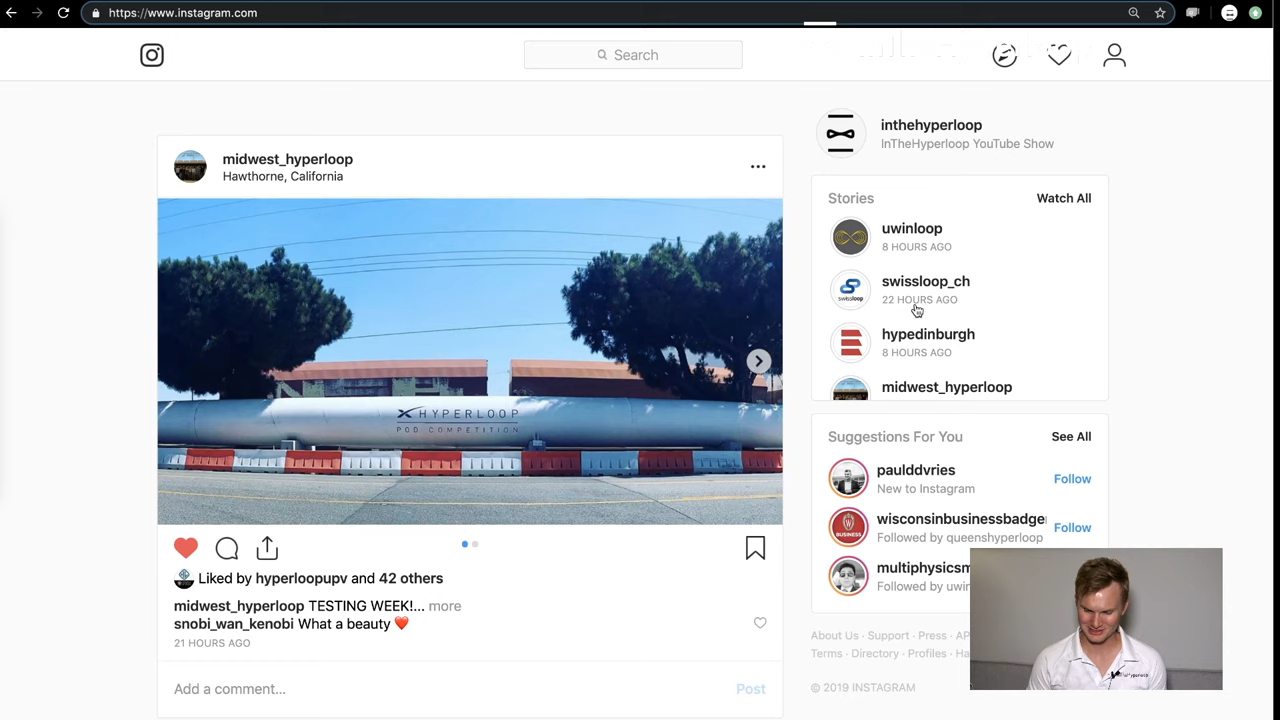 https://www.instagram.com
Search
midwest_hyperloop
Hawthorne, California
HYPERLOOP
POD COMPETITION
Liked by hyperloopupv and 42 others
midwest_hyperloop TESTING WEEK!... more
snobi_wan_kenobi What a beauty ❤️
21 HOURS AGO
Add a comment...
Post
inthehyperloop
InTheHyperloop YouTube Show
Stories
Watch All
uwinloop
8 HOURS AGO
swissloop
swissloop_ch
22 HOURS AGO
hypedinburgh
8 HOURS AGO
midwest_hyperloop
Suggestions For You
See All
paulddvries
New to Instagram
Follow
BUSINESS
wisconsinbusinessbadge
Followed by queenshyperloop
Follow
multiphysicsm
Followed by uwin
About Us · Support · Press · AP
Terms · Directory · Profiles · Ha
© 2019 INSTAGRAM